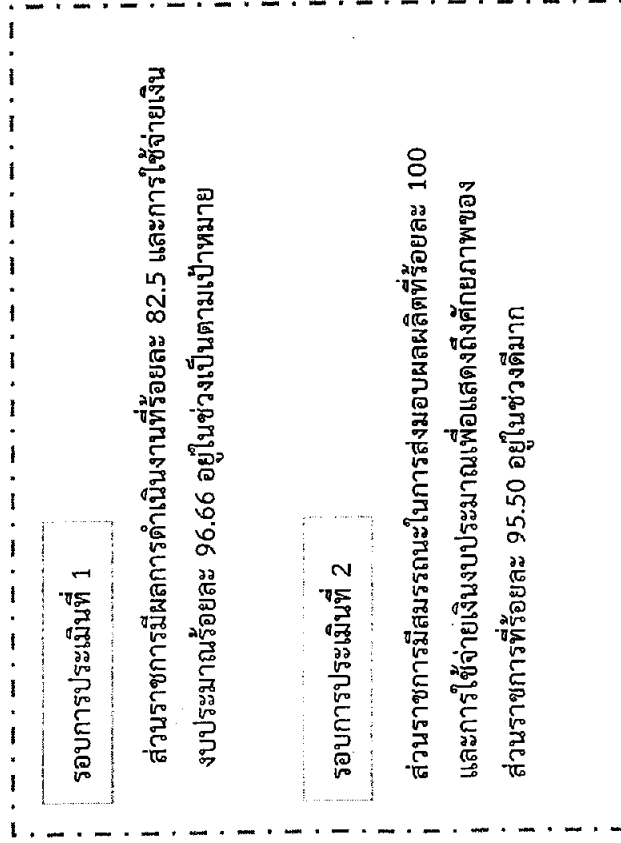 รอบการประเมินที่ 1
ส่วนราชการมีผลการดำเนินงานที่ร้อยละ 82.5 และการใช้จ่ายเงิน
งบประมาณร้อยละ 96.66 อยู่ในช่วงเป็นตามเป้าหมาย
รอบการประเมินที่ 2
ส่วนราชการมีสมรรถนะในการส่งมอบผลผลิตที่ร้อยละ 100
และการใช้จ่ายเงินงบประมาณเพื่อแสดงถึงศักยภาพของ
ส่วนราชการที่ร้อยละ 95.50 อยู่ในช่วงดีมาก